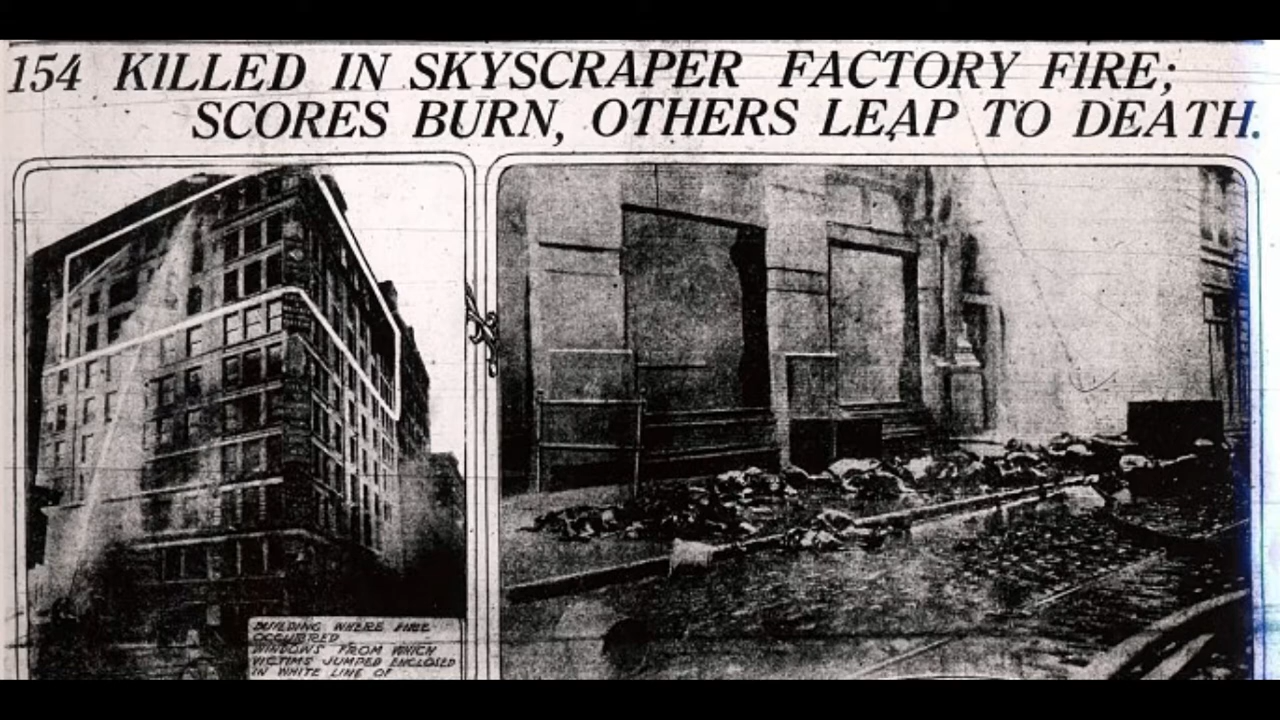 154 KILLED IN SKYSCRAPER FACTORY FIRE;
SCORES BURN, OTHERS LEAP TO DEATH.
BUILDING WHERE FIRE
OCCURRED
WINDOWS FROM WHICH
VICTIMS JUMPED ENCLOSED
IN WHITE LINE OF